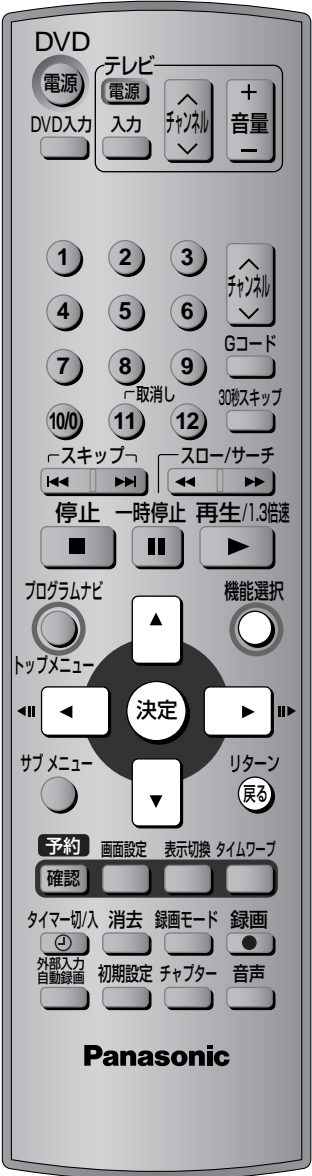 DVD
テレビ
電源
電源
DVD入力
入力
チャンネル
+
音量
−
1 2 3
チャンネル
4 5 6
Gコード
7 8 9
取消し
30秒スキップ
10/0 11 12
スキップ
スロー/サーチ
停止 一時停止 再生/1.3倍速
プログラムナビ
機能選択
トップメニュー
決定
サブ メニュー
リターン
戻る
予約 画面設定 表示切換 タイムワープ
確認
タイマー切/入 消去 録画モード 録画
外部入力
自動録画
初期設定 チャプター 音声
Panasonic